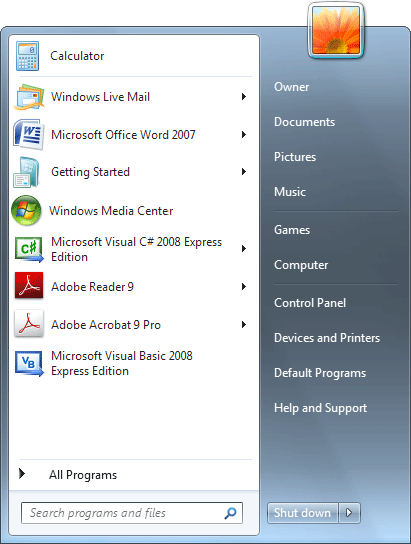 Calculator
Windows Live Mail
Microsoft Office Word 2007
Getting Started
Windows Media Center
Microsoft Visual C# 2008 Express
Edition
Adobe Reader 9
Adobe Acrobat 9 Pro
Microsoft Visual Basic 2008
Express Edition
All Programs
Search programs and files
Owner
Documents
Pictures
Music
Games
Computer
Control Panel
Devices and Printers
Default Programs
Help and Support
Shut down